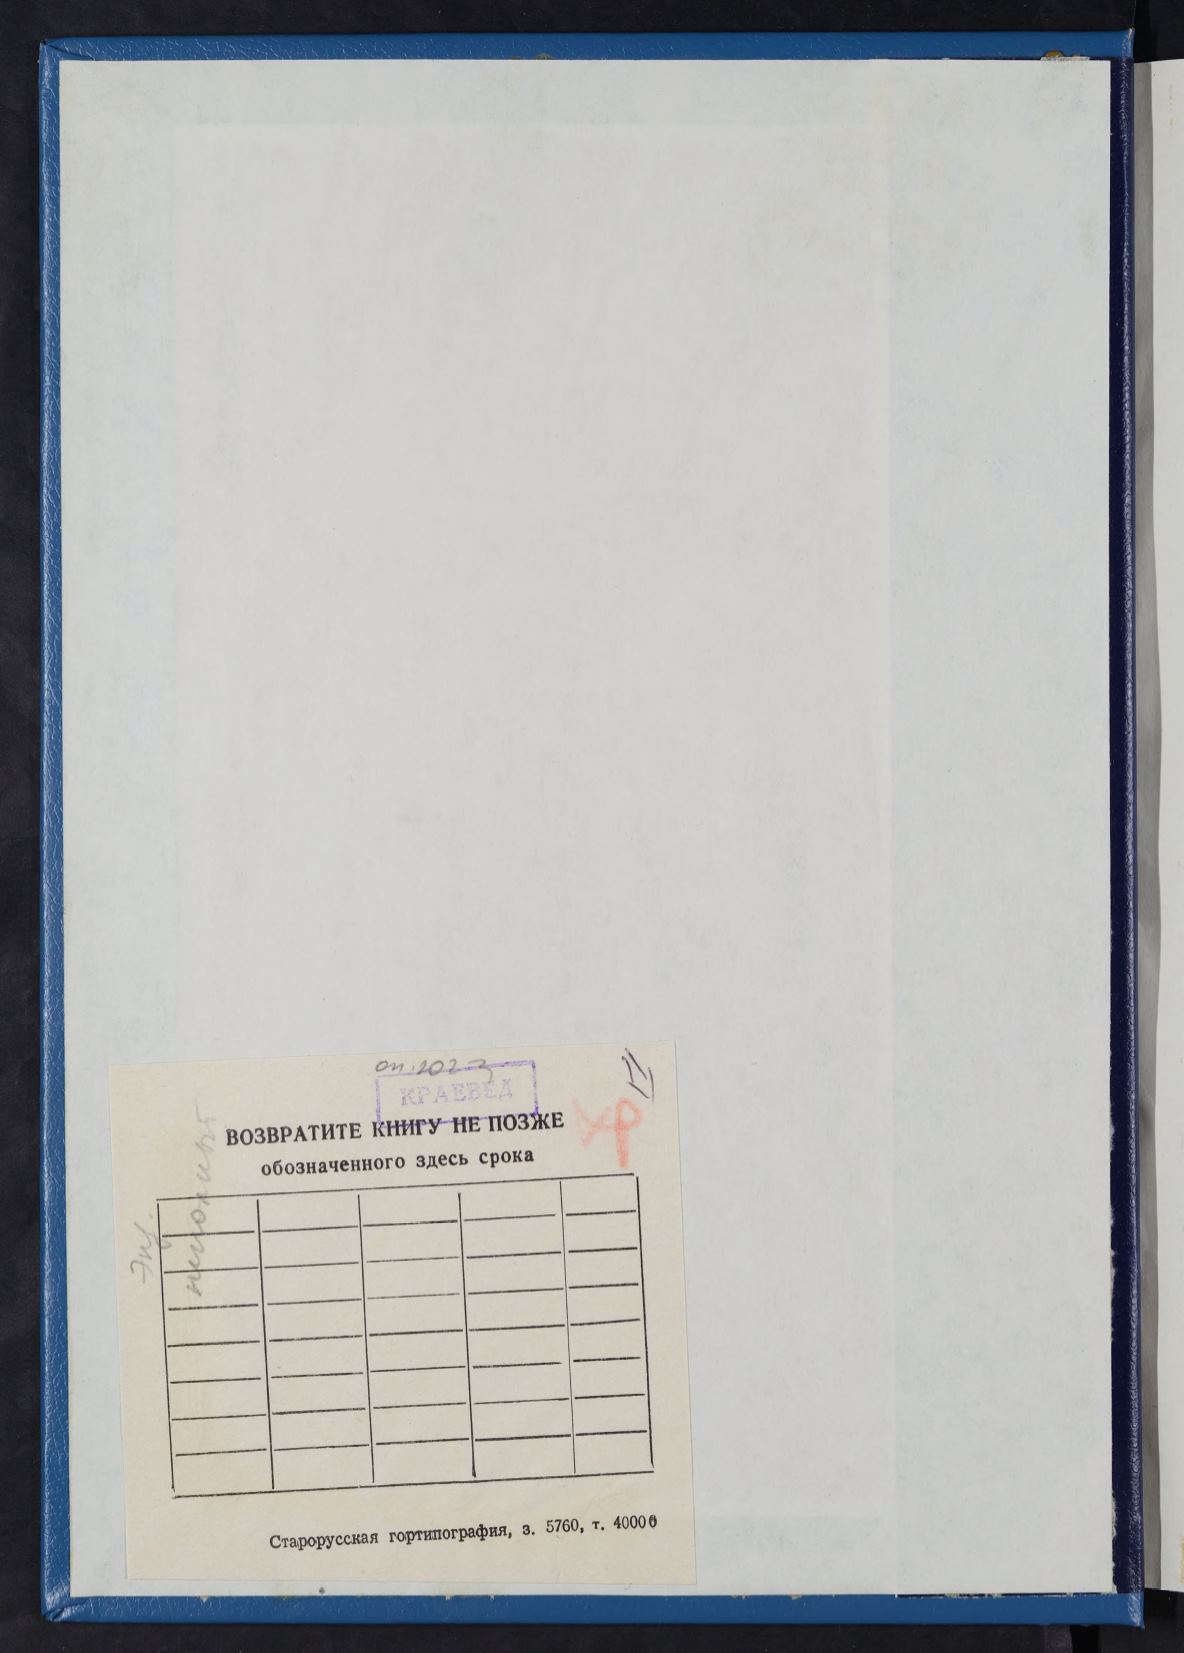 КРАЕВЕД
ВОЗВРАТИТЕ КНИГУ НЕ ПОЗЖЕ
обозначенного здесь срока
Старорусская гортипография, з. 5760, т. 40000